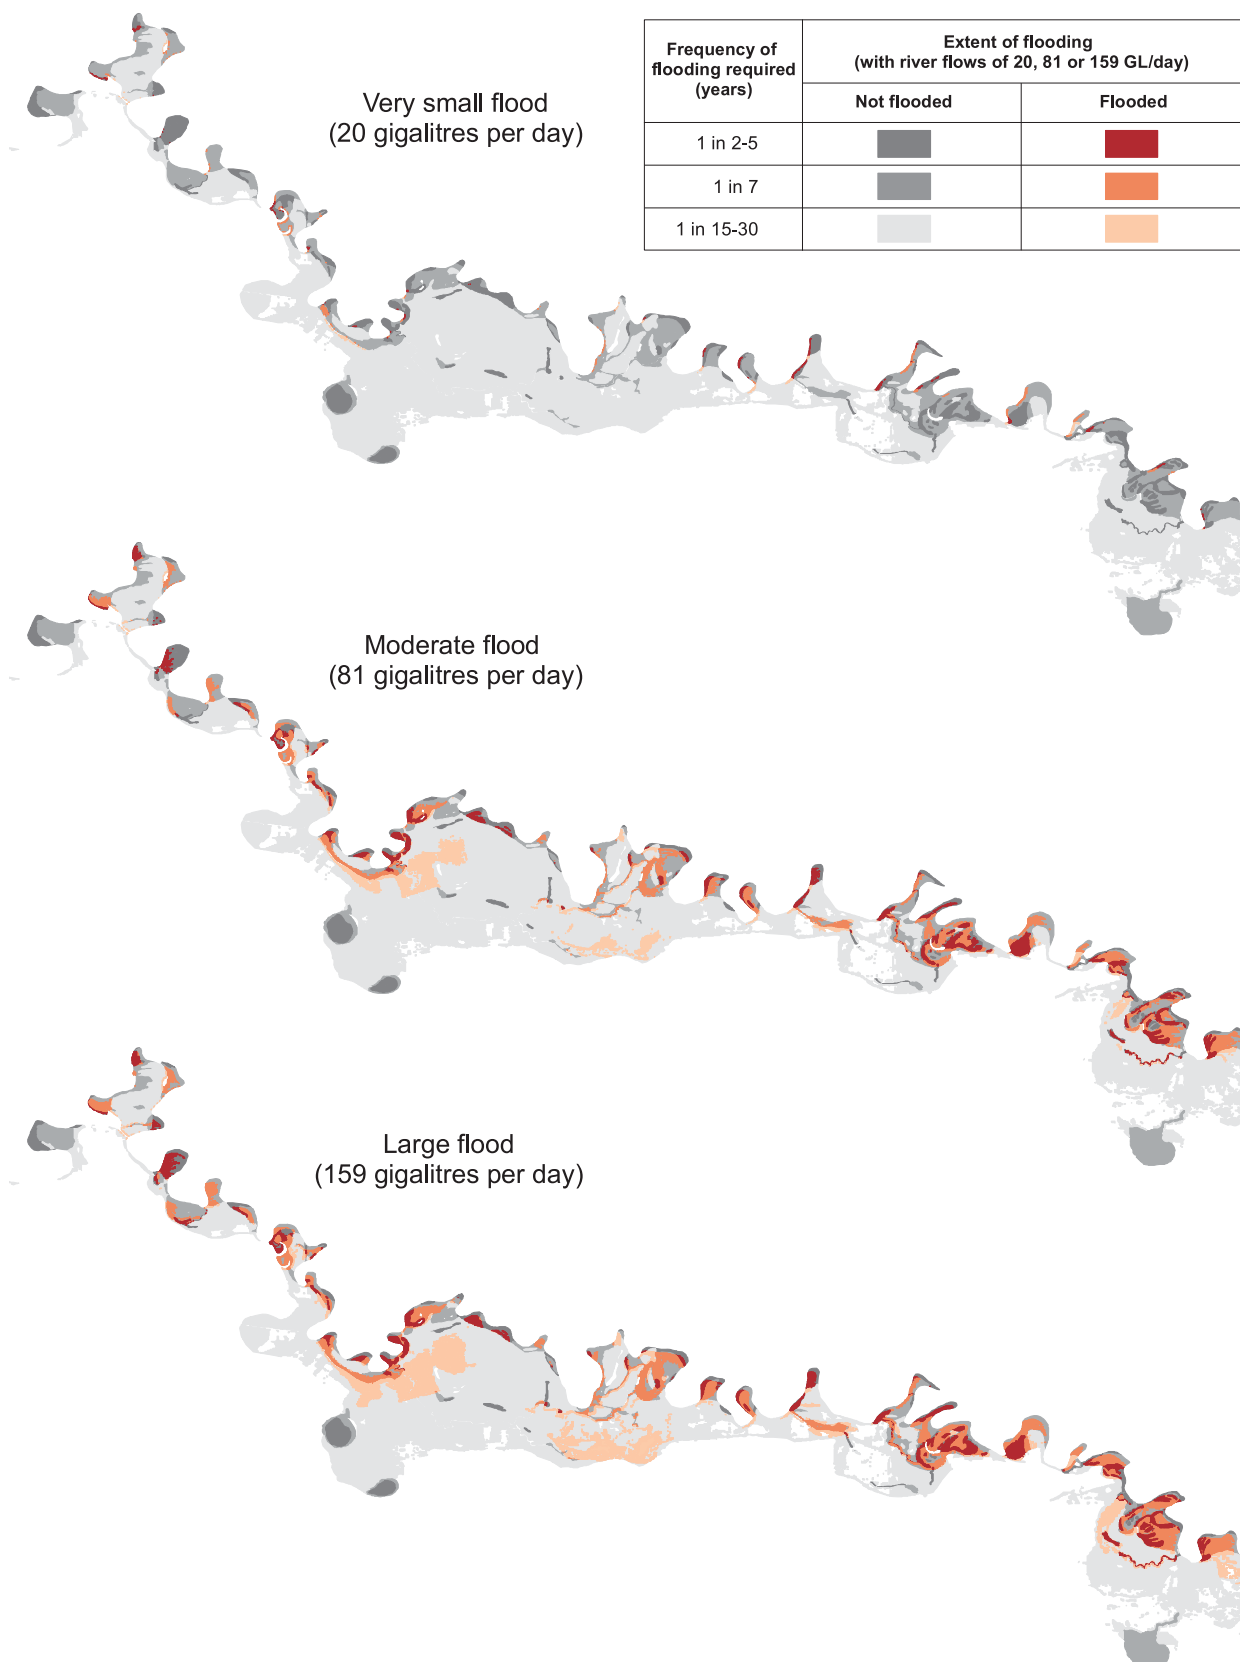 Frequency of
flooding required
(years)
Extent of flooding
(with river flows of 20, 81 or 159 GL/day)
Not flooded
Flooded
1 in 2-5
1 in 7
1 in 15-30
Very small flood
(20 gigalitres per day)
Moderate flood
(81 gigalitres per day)
Large flood
(159 gigalitres per day)